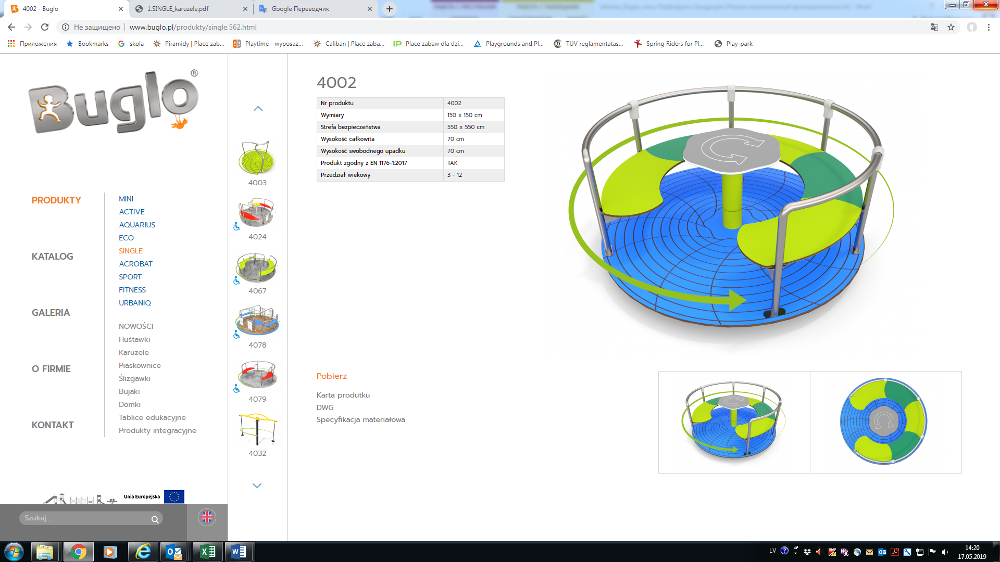 4002 - Buglo
1.SINGLE_karuzele.pdf
Google Переводчик
Не защищено
www.buglo.pl/produkty/single,562.html
Приложения
Bookmarks
skola
Piramidy | Place zab...
Playtime - wyposaż...
Caliban | Place zaba...
Place zabaw dla dzi...
Playgrounds and Pl...
TUV reglamentatas...
Spring Riders for Pl...
Play-park
Buglo®
PRODUKTY
KATALOG
GALERIA
O FIRMIE
KONTAKT
MINI
ACTIVE
AQUARIUS
ECO
SINGLE
ACROBAT
SPORT
FITNESS
URBANIQ
NOWOŚCI
Huśtawki
Karuzele
Piaskownice
Ślizgawki
Bujaki
Domki
Tablice edukacyjne
Produkty integracyjne
Unia Europejska
Szukaj...
4003
4024
4067
4078
4079
4032
4002
Nr produktu 4002
Wymiary 150 x 150 cm
Strefa bezpieczeństwa 550 x 550 cm
Wysokość całkowita 70 cm
Wysokość swobodnego upadku 70 cm
Produkt zgodny z EN 1176-1:2017 TAK
Przedział wiekowy 3 - 12
Pobierz
Karta produtku
DWG
Specyfikacja materiałowa
LV
14:20
17.05.2019